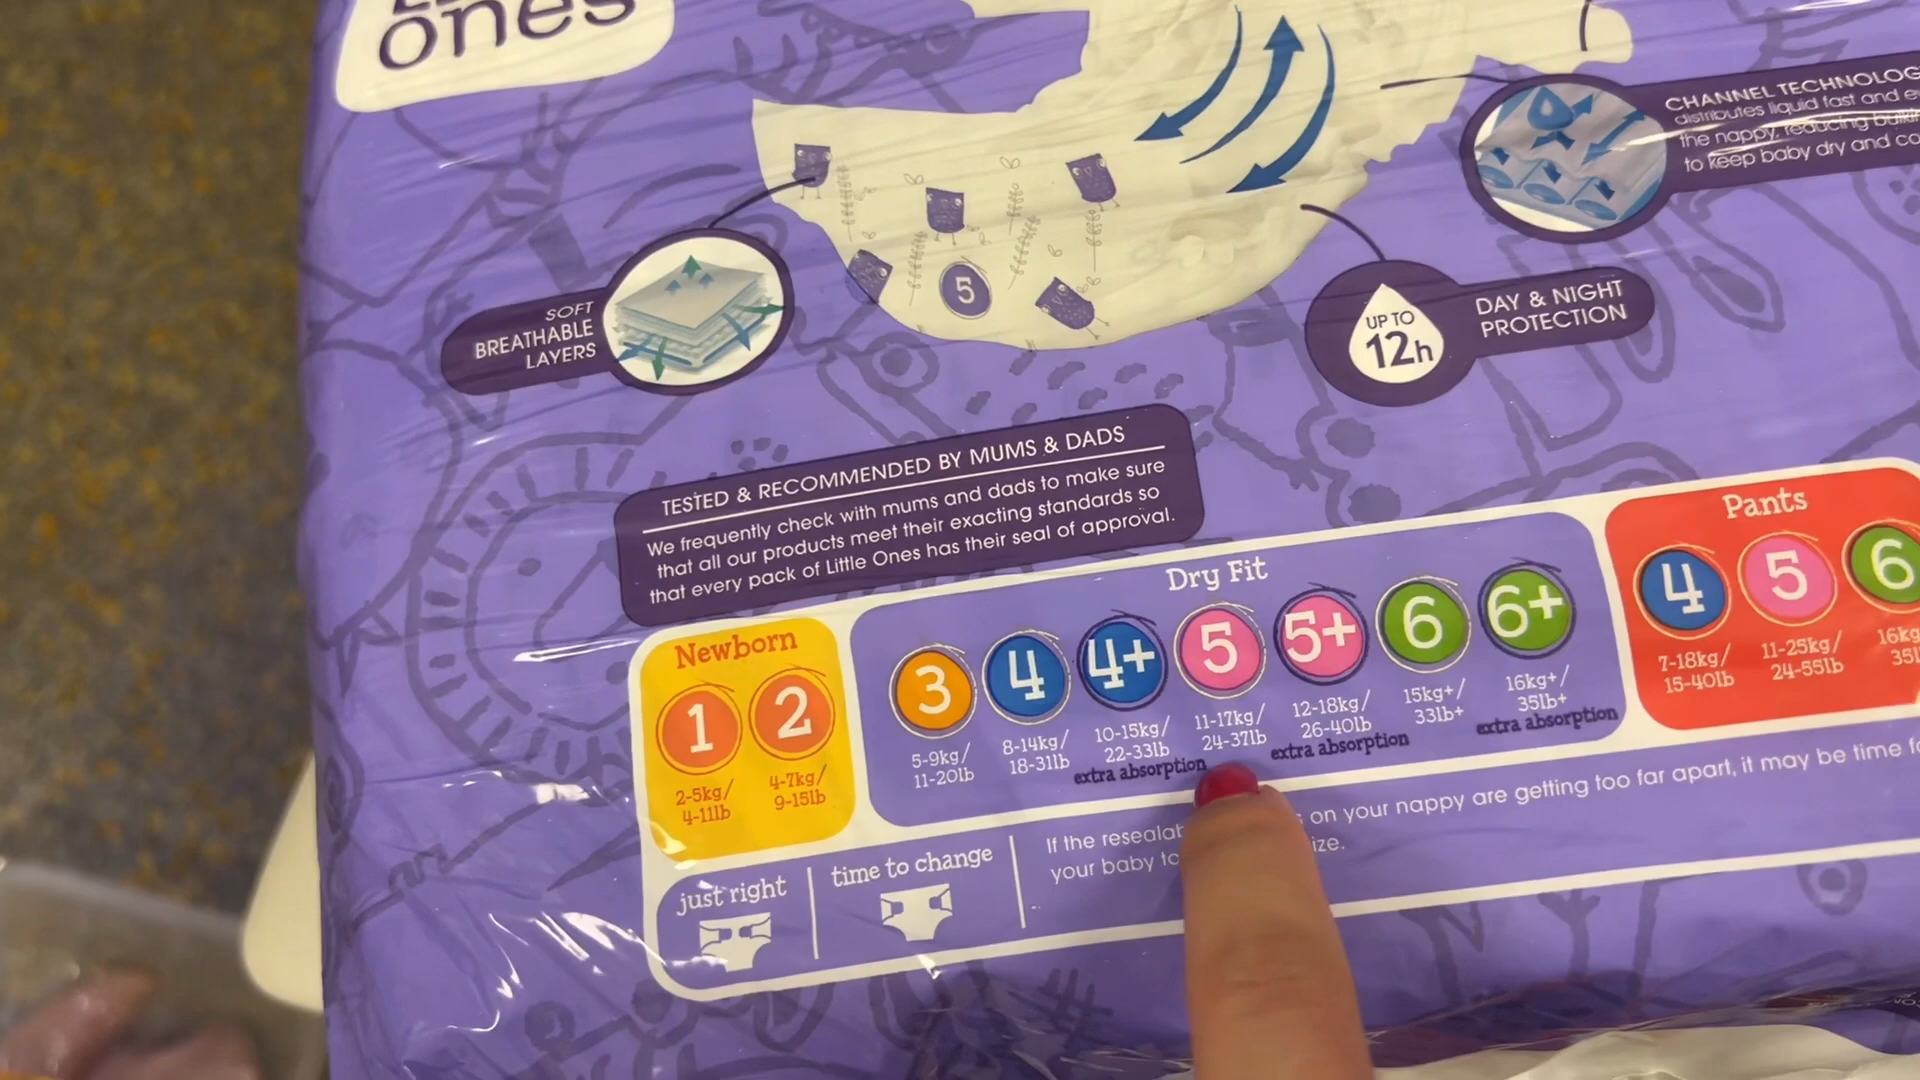 ones
CHANNEL TECHNOLOG
distributes liquid fast and e
the nappy, reducing bulki
to keep baby dry and co
5
SOFT
BREATHABLE
LAYERS
UP TO
12h
DAY & NIGHT
PROTECTION
TESTED & RECOMMENDED BY MUMS & DADS
We frequently check with mums and dads to make sure
that all our products meet their exacting standards so
that every pack of Little Ones has their seal of approval.
Newborn
1 2
2-5kg/
4-11lb
4-7kg/
9-15lb
Dry Fit
3 4 4+ 5 5+ 6 6+
5-9kg/
11-20lb
8-14kg/
18-31lb
10-15kg/
22-33lb
extra absorption
11-17kg/
24-37lb
12-18kg/
26-40lb
extra absorption
15kg+/
33lb+
16kg+/
35lb+
extra absorption
Pants
4 5 6
7-18kg/
15-40lb
11-25kg/
24-55lb
16kg
35l
just right
time to change
If the resealab on your nappy are getting too far apart, it may be time fo
your baby to ize.